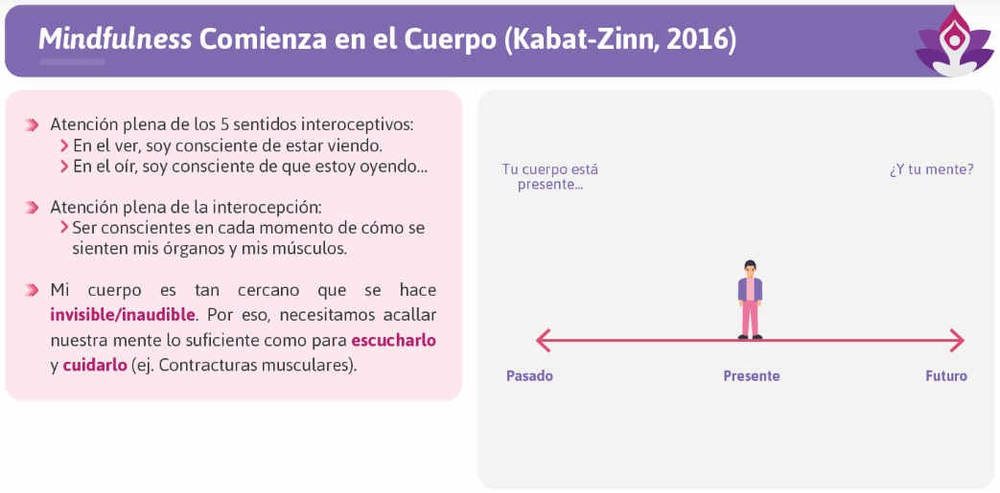 Mindfulness Comienza en el Cuerpo (Kabat-Zinn, 2016)
Atención plena de los 5 sentidos interoceptivos:
En el ver, soy consciente de estar viendo.
En el oír, soy consciente de que estoy oyendo...
Atención plena de la interocepción:
Ser conscientes en cada momento de cómo se
sienten mis órganos y mis músculos.
Mi cuerpo es tan cercano que se hace
invisible/inaudible. Por eso, necesitamos acallar
nuestra mente lo suficiente como para escucharlo
y cuidarlo (ej. Contracturas musculares).
Tu cuerpo está
presente...
¿Y tu mente?
Pasado
Presente
Futuro